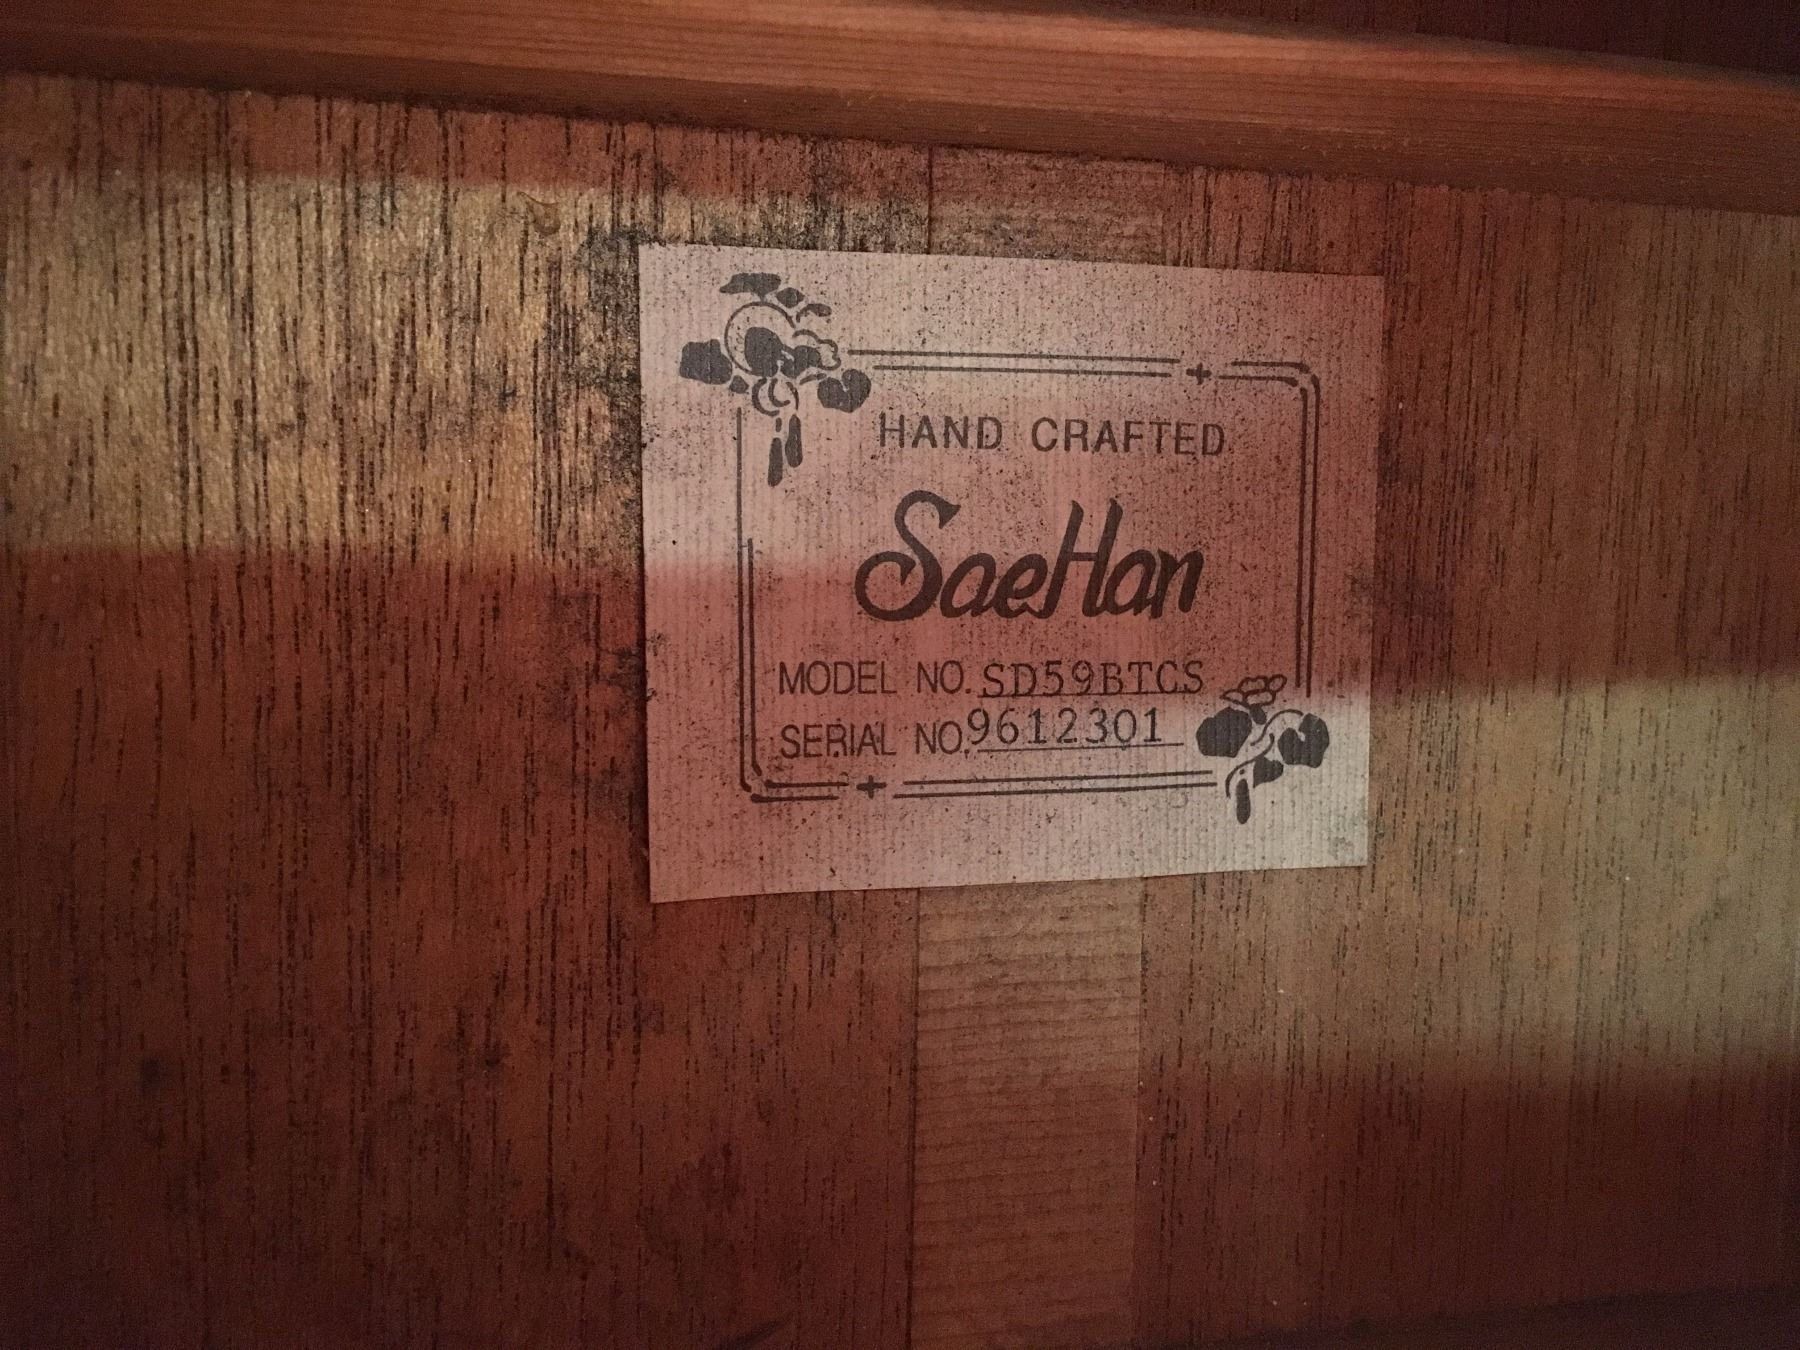 HAND CRAFTED
SaeHan
MODEL NO. SD59BTCS
SERIAL NO. 9612301